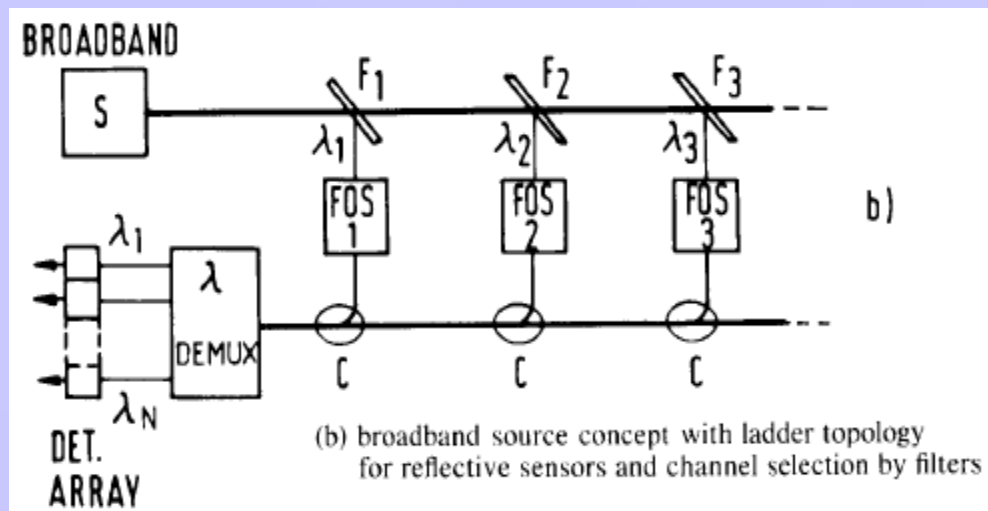 BROADBAND
S
F1
F2
F3
λ1
λ2
λ3
FOS
1
FOS
2
FOS
3
b)
λ1
λ
DEMUX
λN
C
C
C
DET.
ARRAY
(b) broadband source concept with ladder topology
for reflective sensors and channel selection by filters